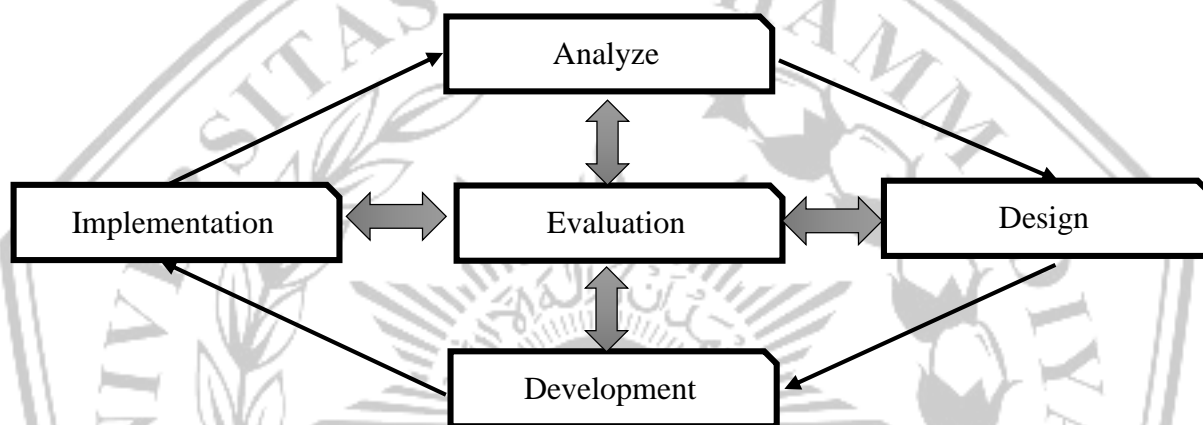 Analyze
Implementation
Evaluation
Design
Development